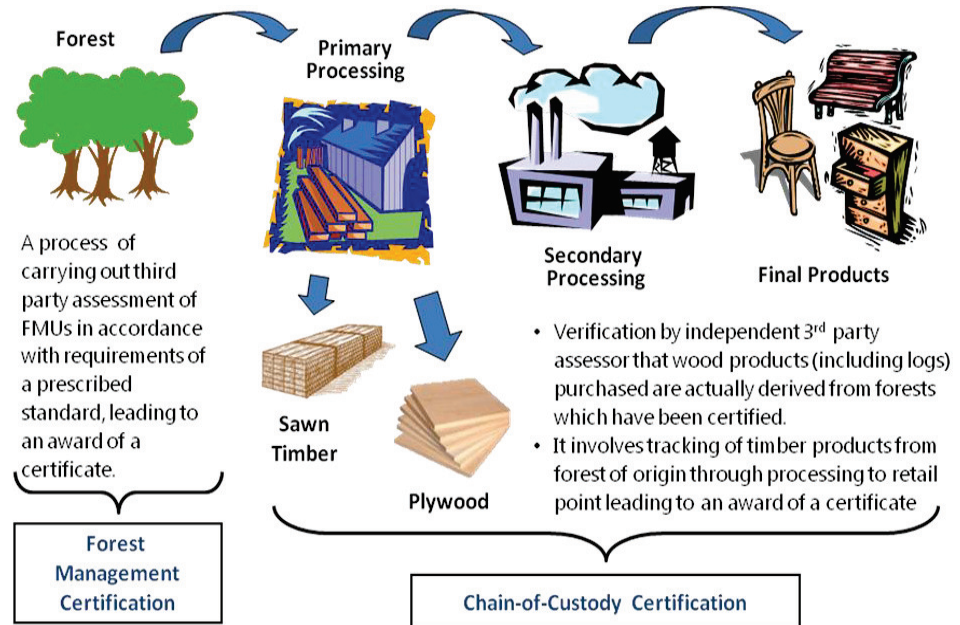 Forest
Primary
Processing
Secondary
Processing
Final Products
A process of
carrying out third
party assessment of
FMUs in accordance
with requirements of
a prescribed
standard, leading to
an award of a
certificate.
Sawn
Timber
Plywood
• Verification by independent 3rd party
assessor that wood products (including logs)
purchased are actually derived from forests
which have been certified.
• It involves tracking of timber products from
forest of origin through processing to retail
point leading to an award of a certificate
Forest
Management
Certification
Chain-of-Custody Certification